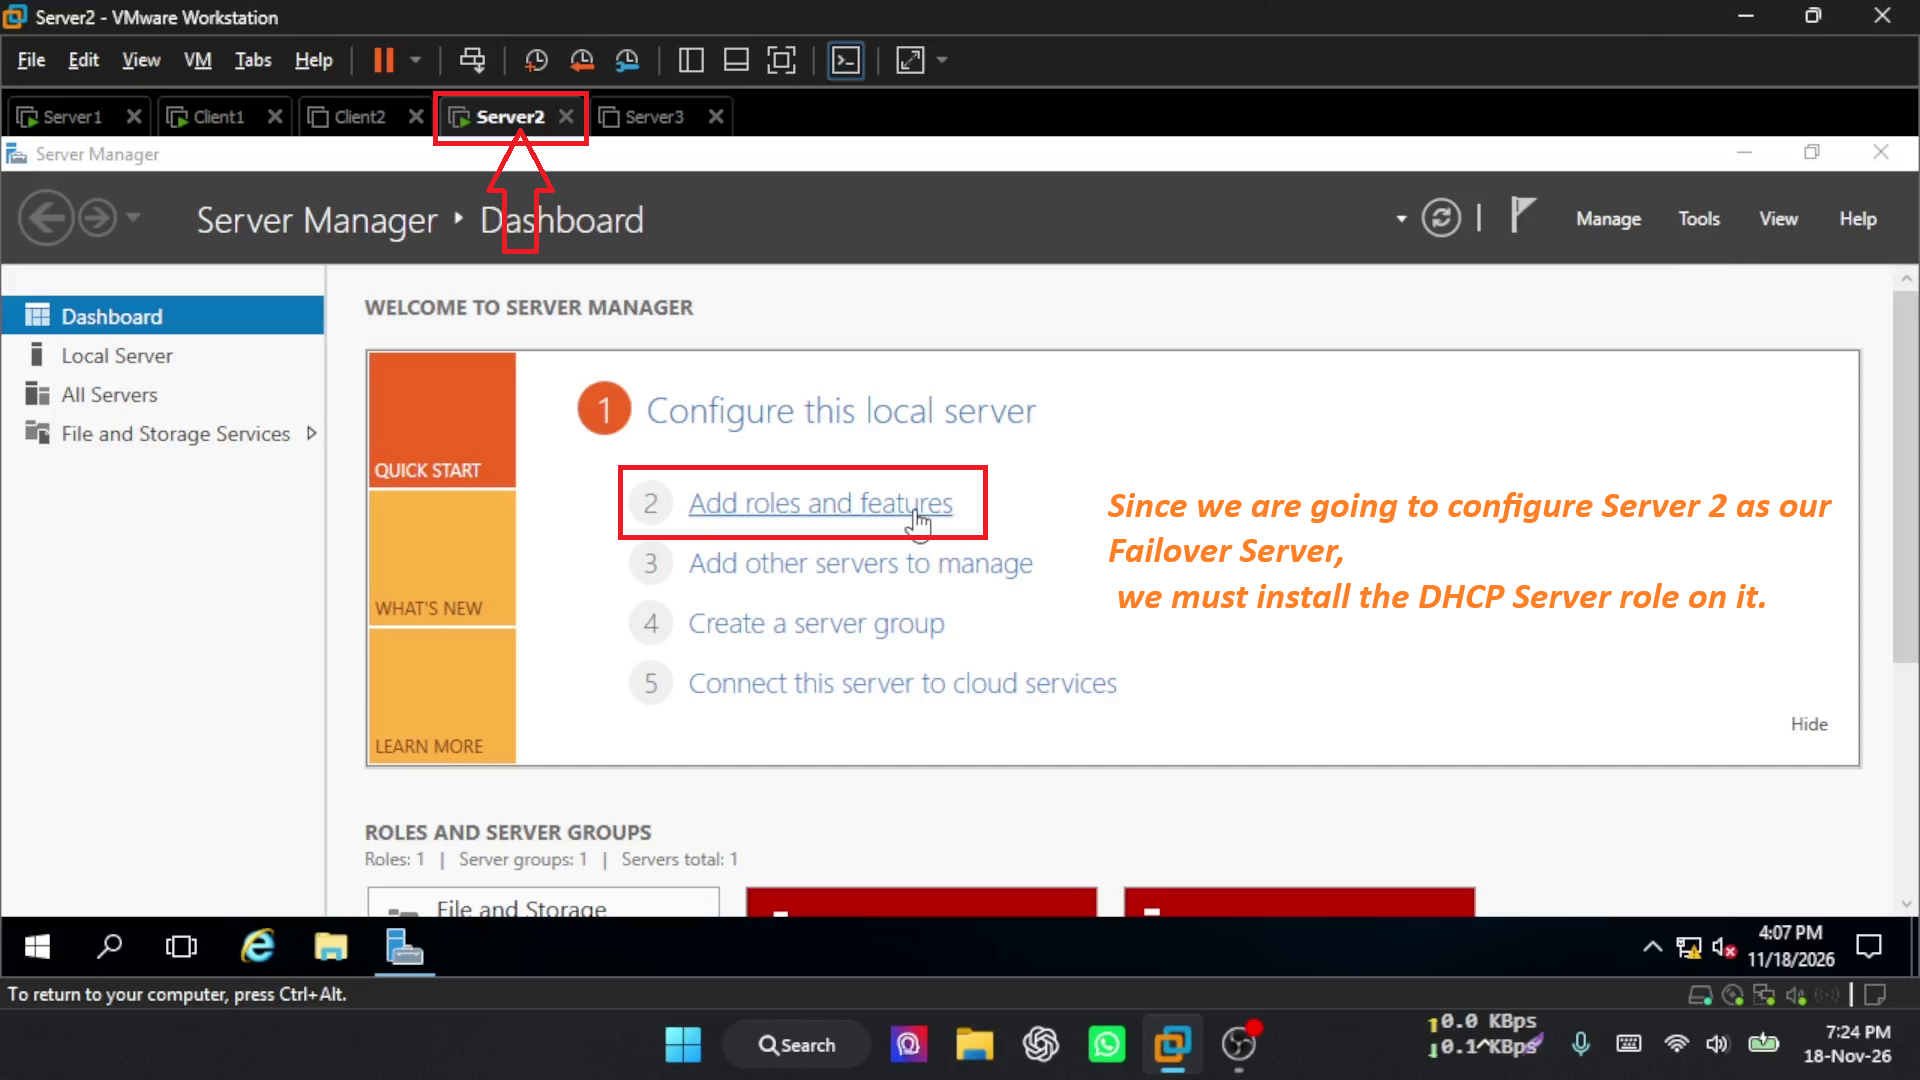 Server2 - VMware Workstation
File Edit View VM Tabs Help
Server1 Client1 Client2 Server2 Server3
Server Manager
Server Manager Dashboard
Manage Tools View Help
Dashboard
Local Server
All Servers
File and Storage Services
WELCOME TO SERVER MANAGER
QUICK START
WHAT'S NEW
LEARN MORE
1 Configure this local server
2 Add roles and features
3 Add other servers to manage
4 Create a server group
5 Connect this server to cloud services
Hide
Since we are going to configure Server 2 as our
Failover Server,
we must install the DHCP Server role on it.
ROLES AND SERVER GROUPS
Roles: 1 | Server groups: 1 | Servers total: 1
File and Storage
4:07 PM
11/18/2026
To return to your computer, press Ctrl+Alt.
Search
0.0 KBps
0.1 KBps
7:24 PM
18-Nov-26